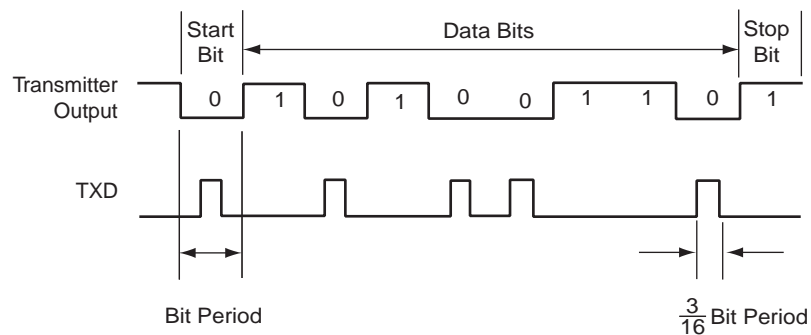 Start
Bit
Data Bits
Stop
Bit
Transmitter
Output
0 1 0 1 0 0 1 1 0 1
TXD
Bit Period
3/16 Bit Period